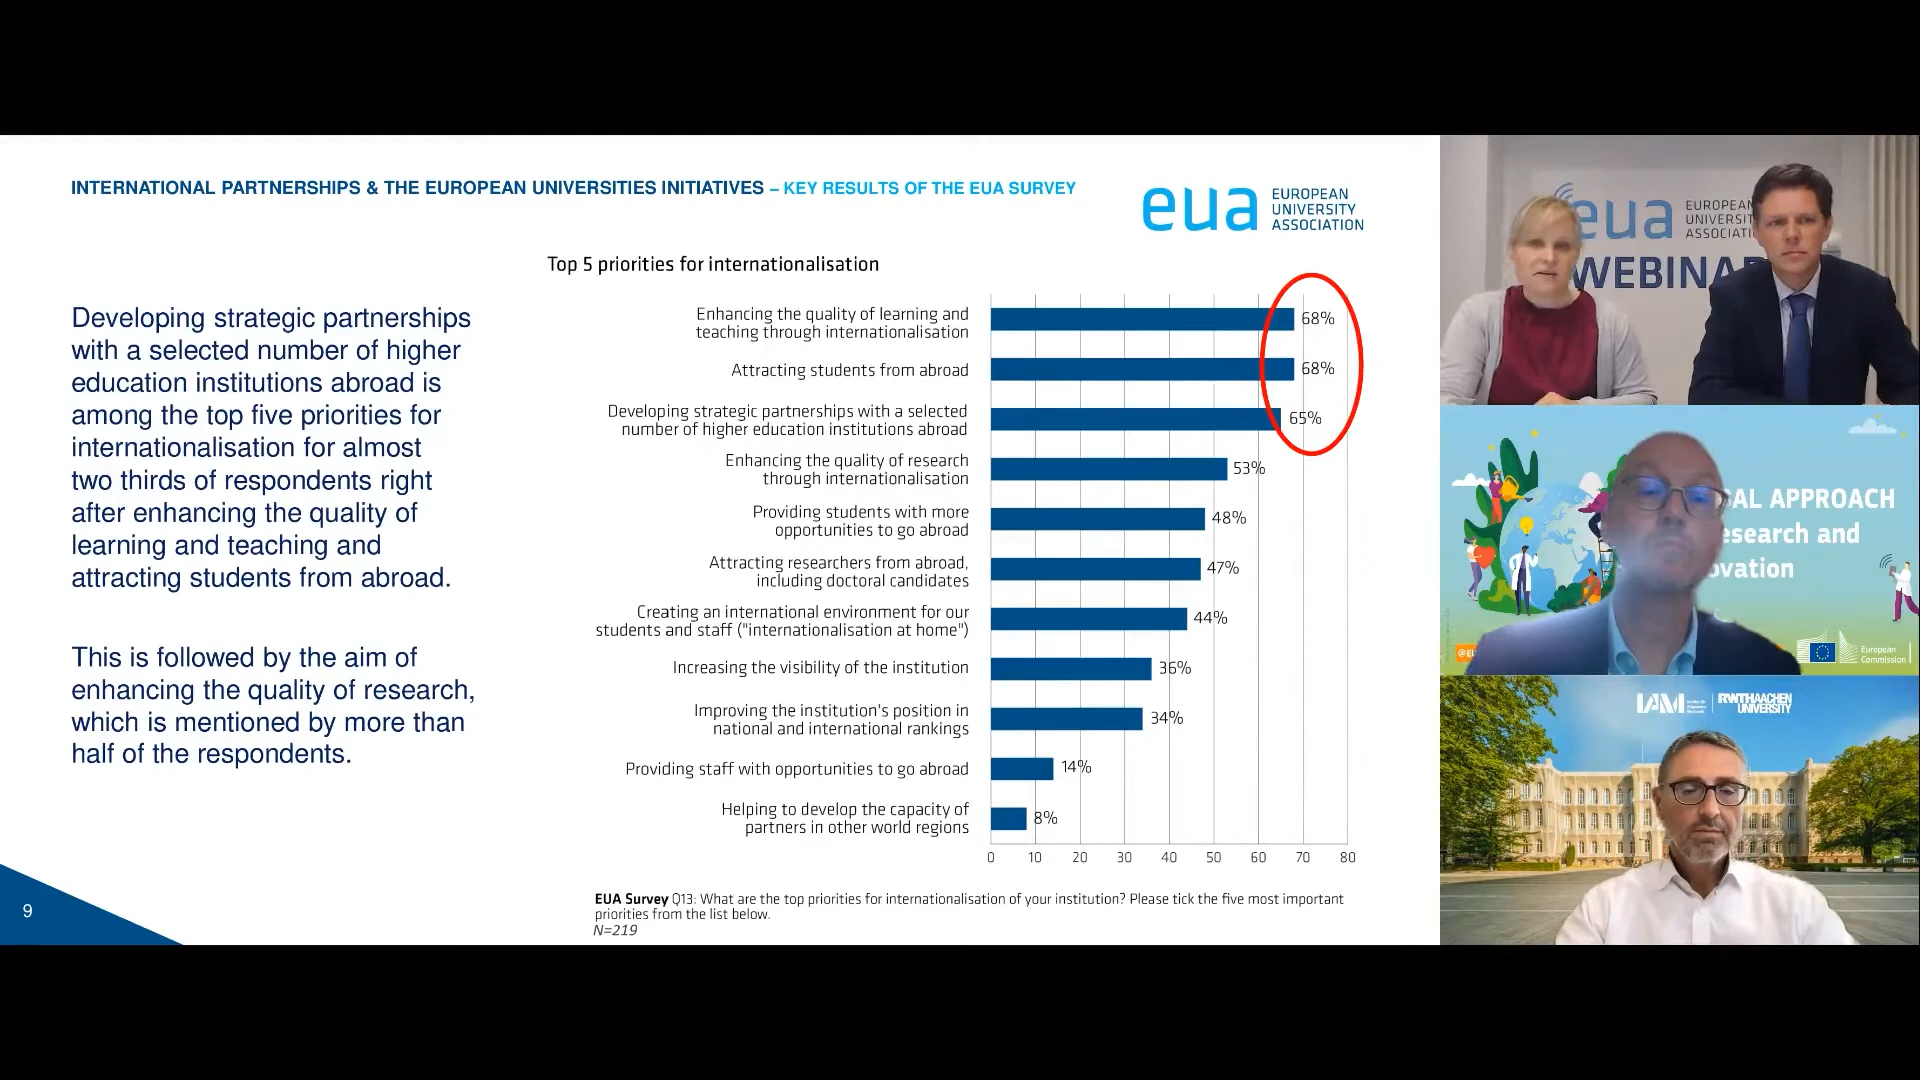 INTERNATIONAL PARTNERSHIPS & THE EUROPEAN UNIVERSITIES INITIATIVES – KEY RESULTS OF THE EUA SURVEY
eua
EUROPEAN
UNIVERSITY
ASSOCIATION
Developing strategic partnerships
with a selected number of higher
education institutions abroad is
among the top five priorities for
internationalisation for almost
two thirds of respondents right
after enhancing the quality of
learning and teaching and
attracting students from abroad.
This is followed by the aim of
enhancing the quality of research,
which is mentioned by more than
half of the respondents.
9
Top 5 priorities for internationalisation
Enhancing the quality of learning and
teaching through internationalisation
68%
Attracting students from abroad
68%
Developing strategic partnerships with a selected
number of higher education institutions abroad
65%
Enhancing the quality of research
through internationalisation
53%
Providing students with more
opportunities to go abroad
48%
Attracting researchers from abroad,
including doctoral candidates
47%
Creating an international environment for our
students and staff ("internationalisation at home")
44%
Increasing the visibility of the institution
36%
Improving the institution's position in
national and international rankings
34%
Providing staff with opportunities to go abroad
14%
Helping to develop the capacity of
partners in other world regions
8%
0 10 20 30 40 50 60 70 80
EUA Survey Q13: What are the top priorities for internationalisation of your institution? Please tick the five most important
priorities from the list below.
N=219
eua
EUROPEAN
UNIVERSIT
ASSOCIATI
WEBINA
SAL APPROACH
esearch and
ovation
@EU
European
Commission
IAM
RWTHAACHEN
UNIVERSITY